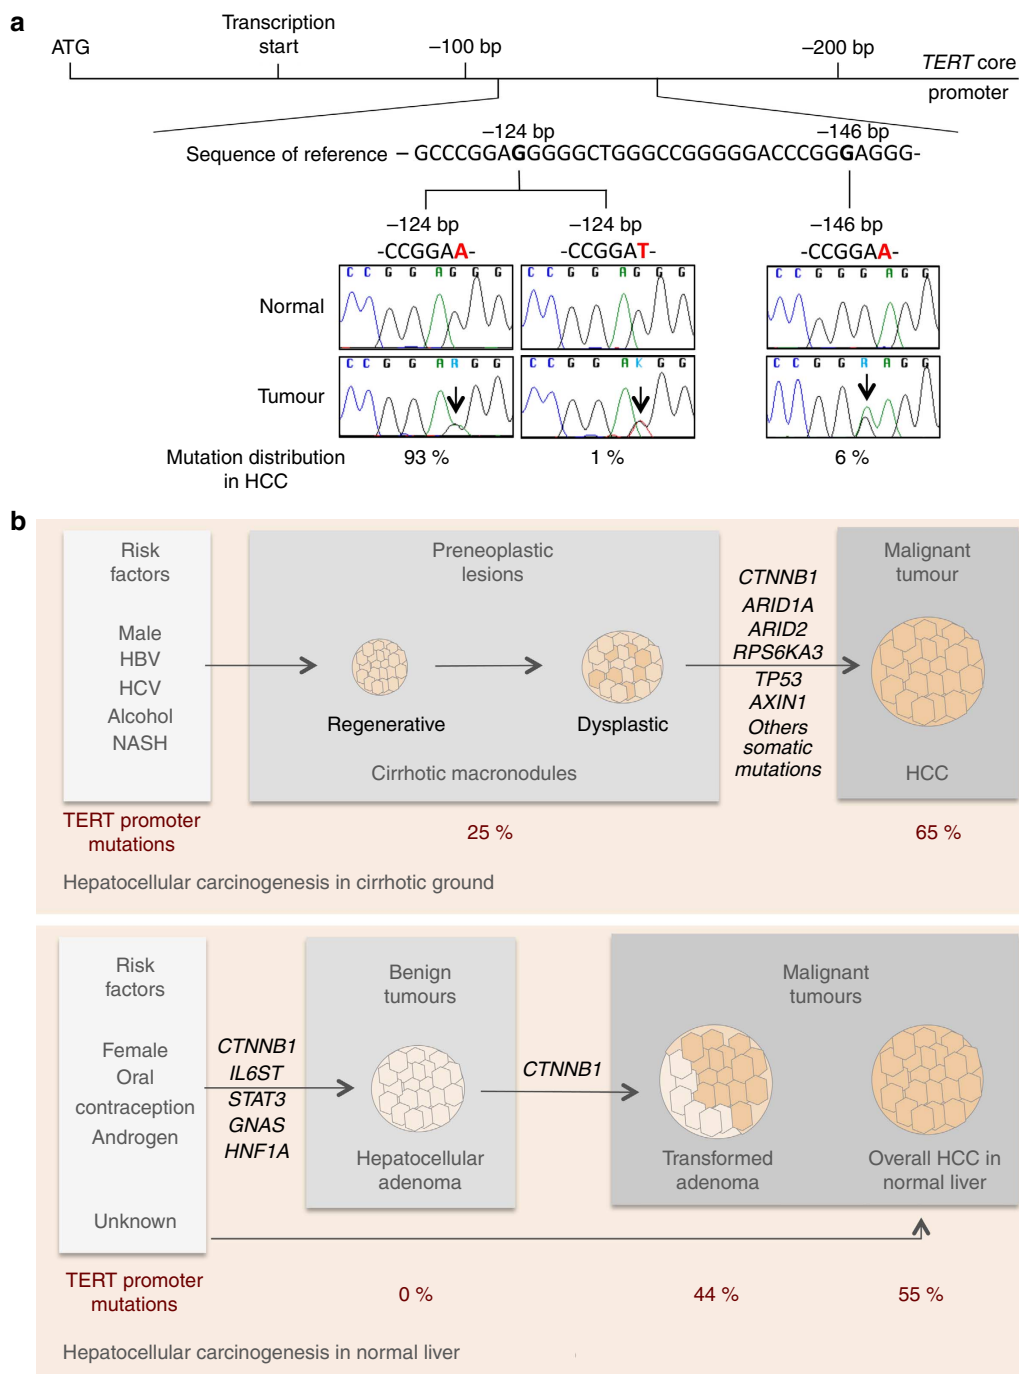 a
Transcription
start
ATG
–100 bp
–200 bp
TERT core
promoter
–124 bp
–146 bp
Sequence of reference – GCCCGGAGGGGGCTGGGCCGGGGGACCCGGGAGGG-
–124 bp
–124 bp
–146 bp
-CCGGAA-
-CCGGAT-
-CCGGAA-
C C G G A G G G
C C G G A G G G
C C G G G A G G
Normal
C C G G A R G G
C C G G A K G G
C C G G R A G G
Tumour
Mutation distribution
in HCC
93 %
1 %
6 %
b
Risk
factors
Male
HBV
HCV
Alcohol
NASH
Preneoplastic
lesions
Regenerative
Dysplastic
Cirrhotic macronodules
CTNNB1
ARID1A
ARID2
RPS6KA3
TP53
AXIN1
Others
somatic
mutations
Malignant
tumour
HCC
TERT promoter
mutations
25 %
65 %
Hepatocellular carcinogenesis in cirrhotic ground
Risk
factors
Female
Oral
contraception
Androgen
Unknown
CTNNB1
IL6ST
STAT3
GNAS
HNF1A
Benign
tumours
Hepatocellular
adenoma
CTNNB1
Malignant
tumours
Transformed
adenoma
Overall HCC in
normal liver
TERT promoter
mutations
0 %
44 %
55 %
Hepatocellular carcinogenesis in normal liver